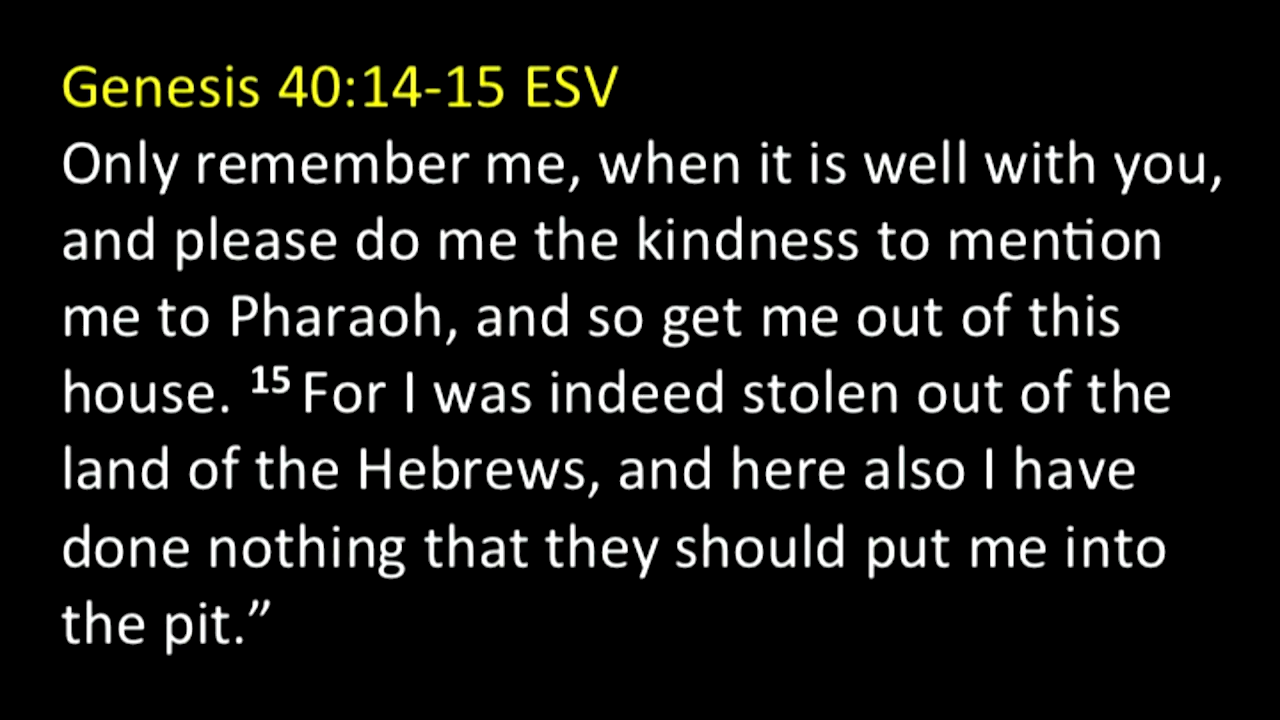 Genesis 40:14-15 ESV
Only remember me, when it is well with you,
and please do me the kindness to mention
me to Pharaoh, and so get me out of this
house. 15 For I was indeed stolen out of the
land of the Hebrews, and here also I have
done nothing that they should put me into
the pit.”